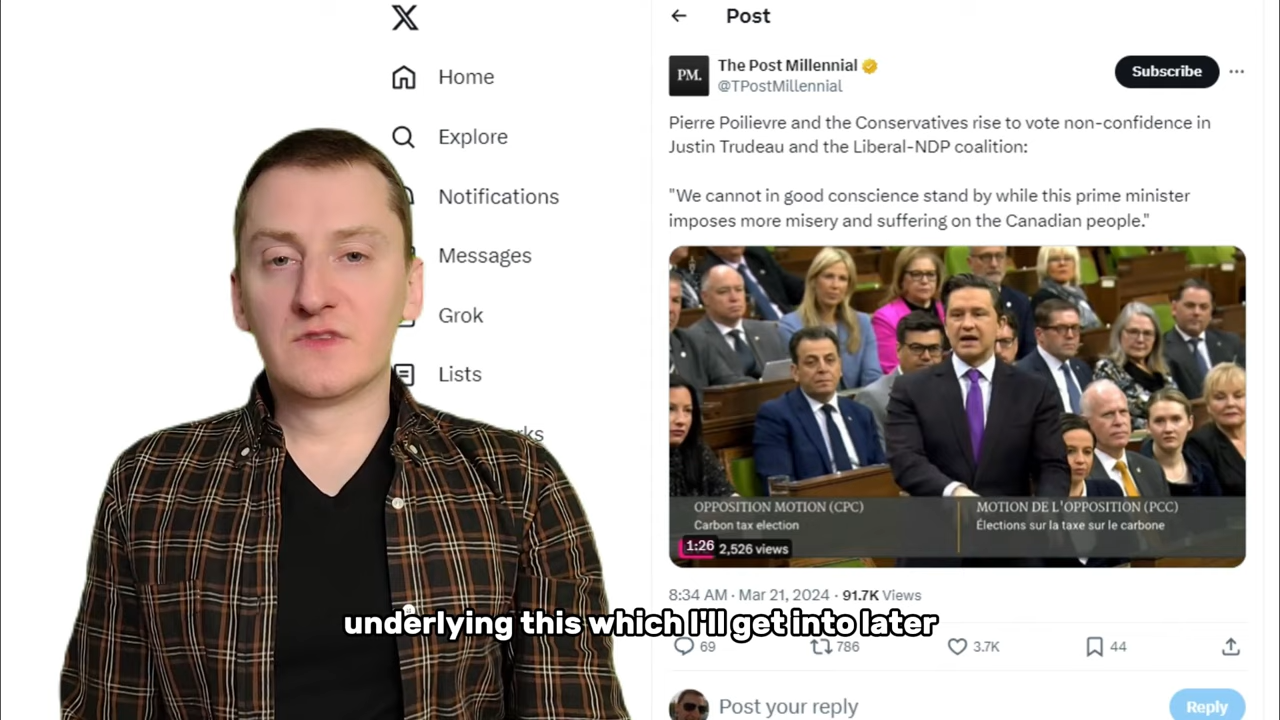 X
Home
Explore
Notifications
Messages
Grok
Lists
rks
Post
PM.
The Post Millennial
@TPostMillennial
Subscribe
Pierre Poilievre and the Conservatives rise to vote non-confidence in
Justin Trudeau and the Liberal-NDP coalition:
"We cannot in good conscience stand by while this prime minister
imposes more misery and suffering on the Canadian people."
OPPOSITION MOTION (CPC)
Carbon tax election
MOTION DE L'OPPOSITION (PCC)
Élections sur la taxe sur le carbone
1:26
2,526 views
8:34 AM · Mar 21, 2024 · 91.7K Views
underlying this which I'll get into later
69
786
3.7K
44
Post your reply
Reply